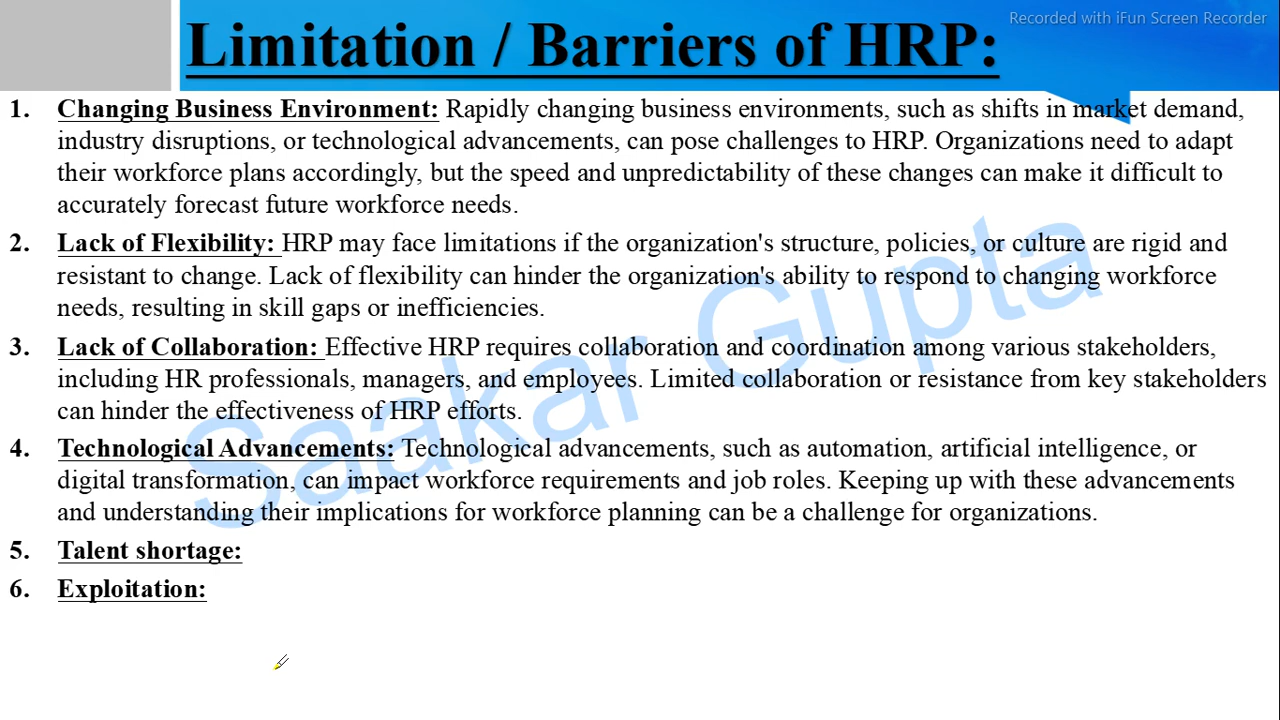 Recorded with iFun Screen Recorder
Limitation / Barriers of HRP:
1. Changing Business Environment: Rapidly changing business environments, such as shifts in market demand,
industry disruptions, or technological advancements, can pose challenges to HRP. Organizations need to adapt
their workforce plans accordingly, but the speed and unpredictability of these changes can make it difficult to
accurately forecast future workforce needs.
2. Lack of Flexibility: HRP may face limitations if the organization's structure, policies, or culture are rigid and
resistant to change. Lack of flexibility can hinder the organization's ability to respond to changing workforce
needs, resulting in skill gaps or inefficiencies.
3. Lack of Collaboration: Effective HRP requires collaboration and coordination among various stakeholders,
including HR professionals, managers, and employees. Limited collaboration or resistance from key stakeholders
can hinder the effectiveness of HRP efforts.
4. Technological Advancements: Technological advancements, such as automation, artificial intelligence, or
digital transformation, can impact workforce requirements and job roles. Keeping up with these advancements
and understanding their implications for workforce planning can be a challenge for organizations.
5. Talent shortage:
6. Exploitation:
Saakar Gupta